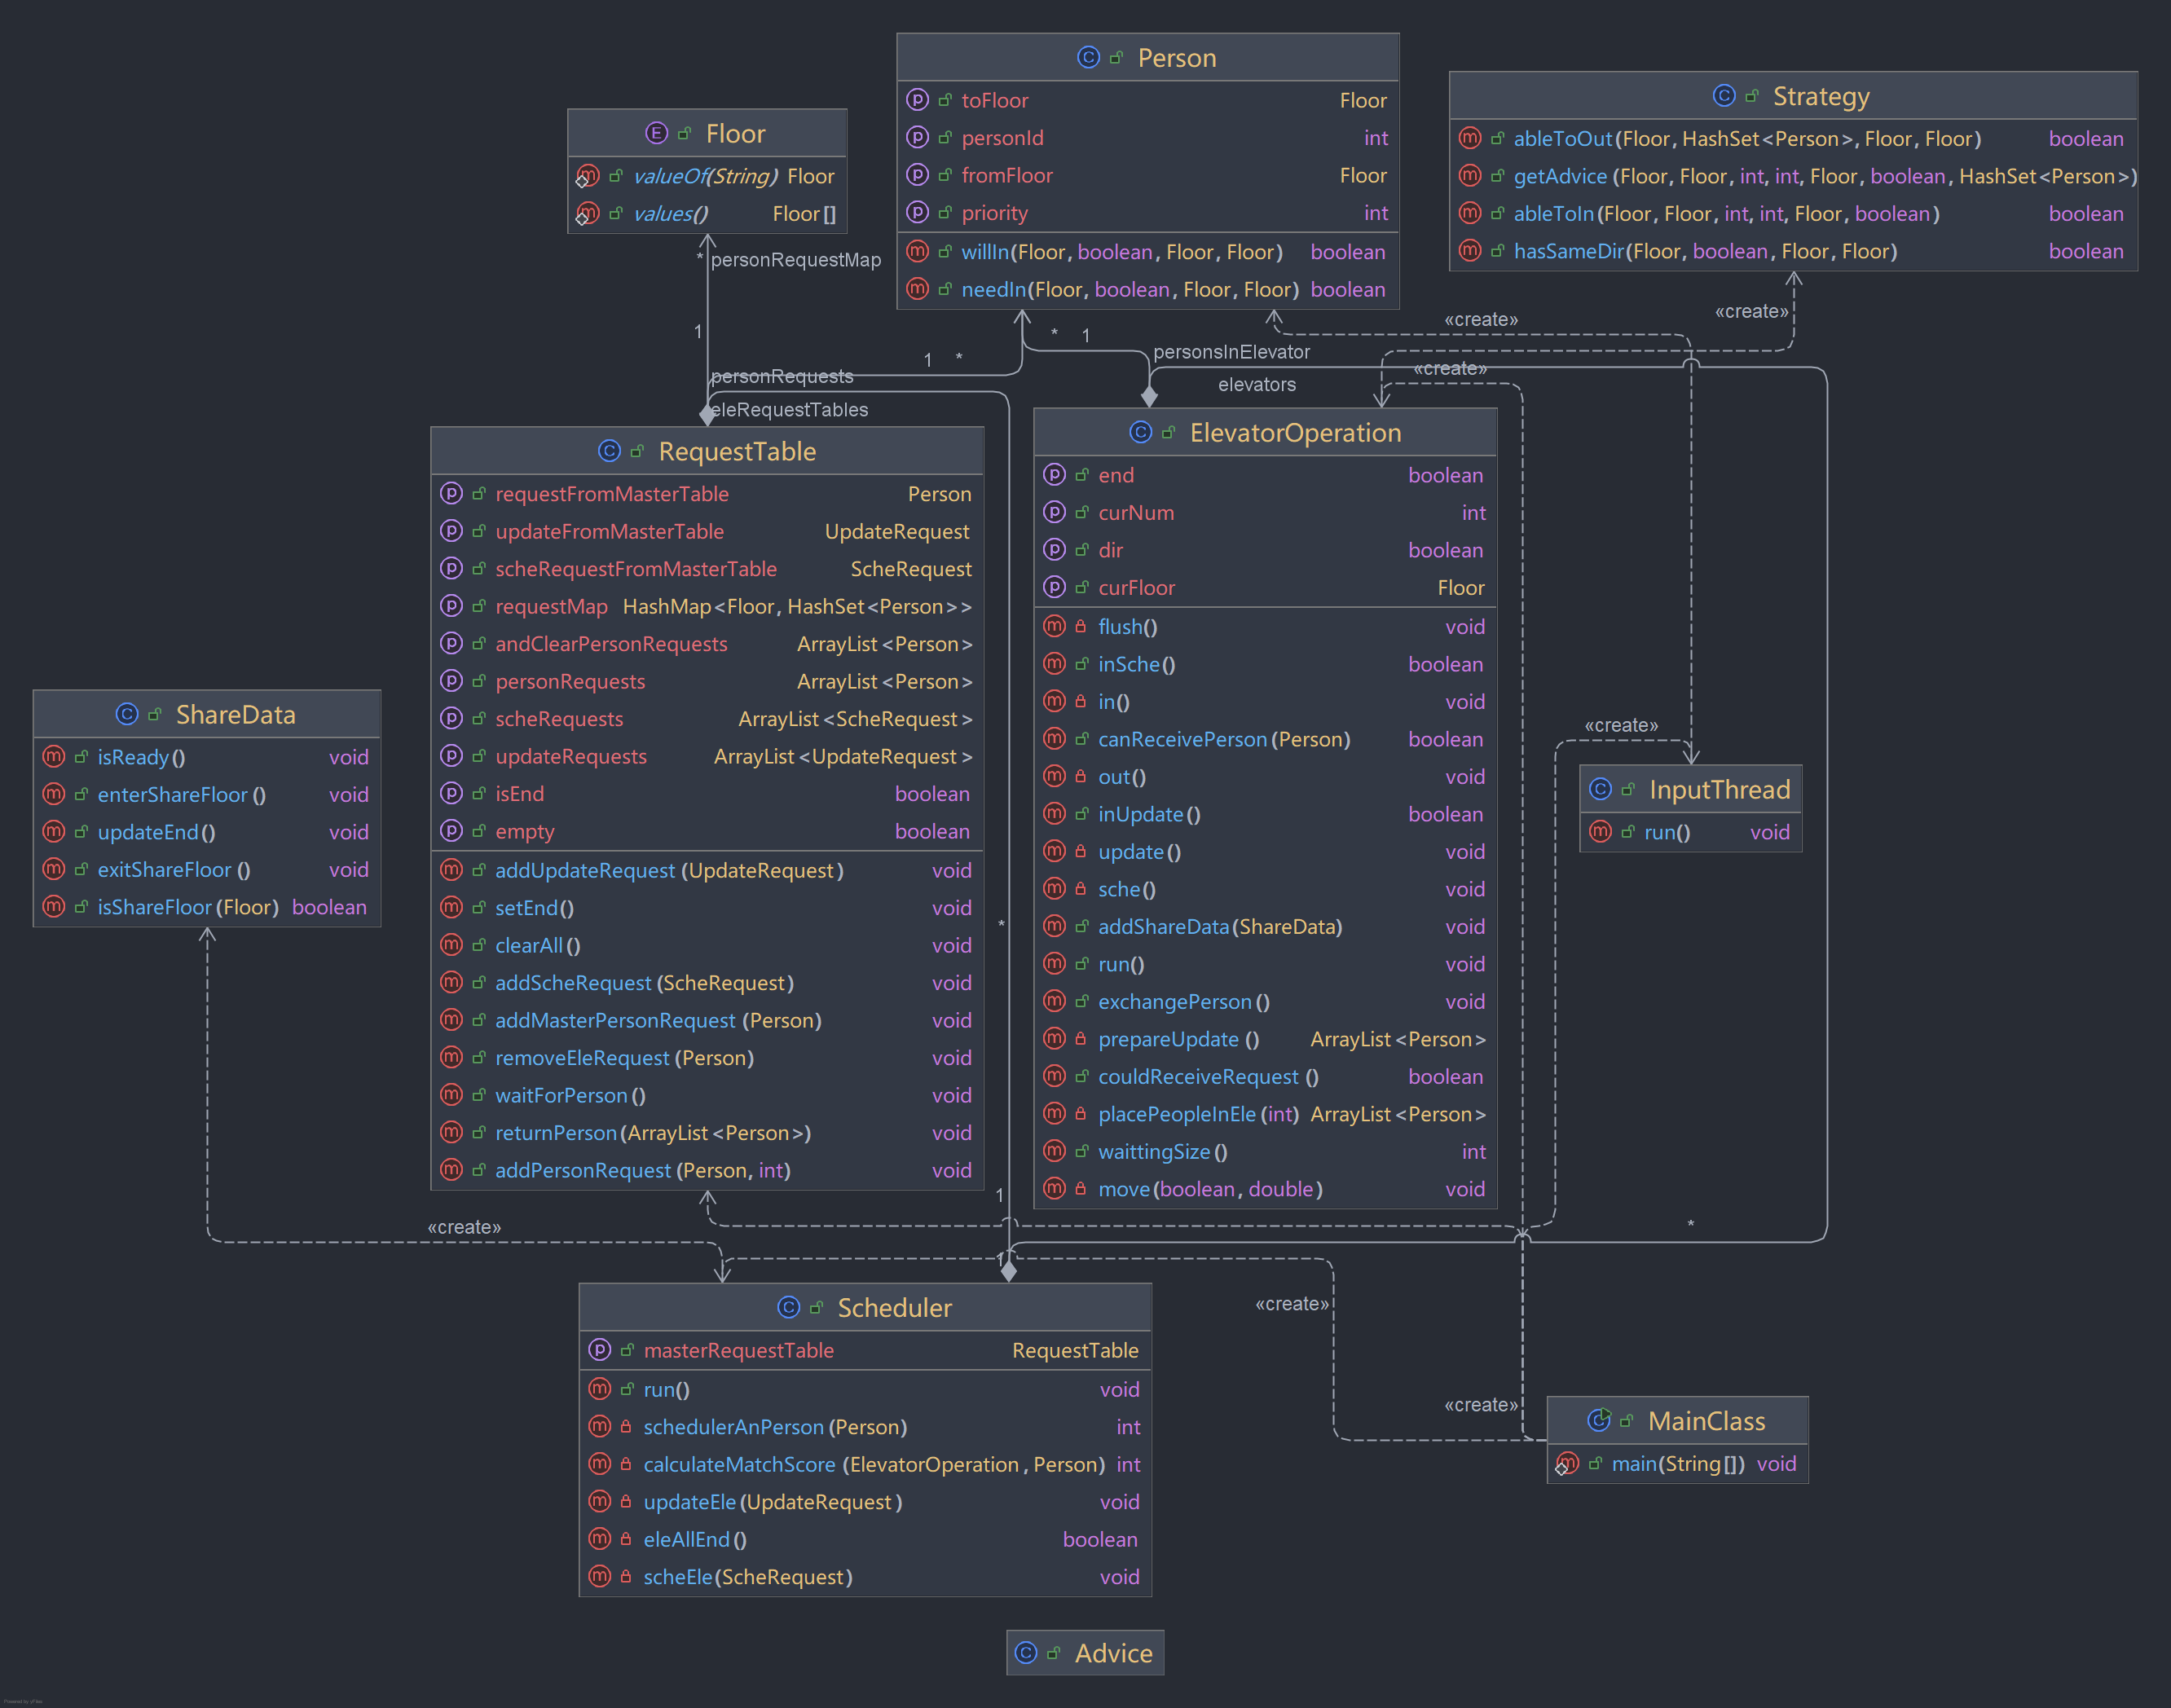 Person
toFloor Floor
personId int
fromFloor Floor
priority int
willIn(Floor, boolean, Floor, Floor) boolean
needIn(Floor, boolean, Floor, Floor) boolean
Strategy
ableToOut(Floor, HashSet<Person>, Floor, Floor) boolean
getAdvice(Floor, Floor, int, int, Floor, boolean, HashSet<Person>)
ableToIn(Floor, Floor, int, int, Floor, boolean) boolean
hasSameDir(Floor, boolean, Floor, Floor) boolean
Floor
valueOf(String) Floor
values() Floor[]
* personRequestMap
1
1 *
* 1
«create»
«create»
personsInElevator
«create»
elevators
personRequests
eleRequestTables
RequestTable
requestFromMasterTable Person
updateFromMasterTable UpdateRequest
scheRequestFromMasterTable ScheRequest
requestMap HashMap<Floor, HashSet<Person>>
andClearPersonRequests ArrayList<Person>
personRequests ArrayList<Person>
scheRequests ArrayList<ScheRequest>
updateRequests ArrayList<UpdateRequest>
isEnd boolean
empty boolean
addUpdateRequest(UpdateRequest) void
setEnd() void
clearAll() void
addScheRequest(ScheRequest) void
addMasterPersonRequest(Person) void
removeEleRequest(Person) void
waitForPerson() void
returnPerson(ArrayList<Person>) void
addPersonRequest(Person, int) void
ElevatorOperation
end boolean
curNum int
dir boolean
curFloor Floor
flush() void
inSche() boolean
in() void
canReceivePerson(Person) boolean
out() void
inUpdate() boolean
update() void
sche() void
addShareData(ShareData) void
run() void
exchangePerson() void
prepareUpdate() ArrayList<Person>
couldReceiveRequest() boolean
placePeopleInEle(int) ArrayList<Person>
waittingSize() int
move(boolean, double) void
ShareData
isReady() void
enterShareFloor() void
updateEnd() void
exitShareFloor() void
isShareFloor(Floor) boolean
«create»
InputThread
run() void
*
1
*
«create»
1
Scheduler
masterRequestTable RequestTable
run() void
schedulerAnPerson(Person) int
calculateMatchScore(ElevatorOperation, Person) int
updateEle(UpdateRequest) void
eleAllEnd() boolean
scheEle(ScheRequest) void
«create»
«create»
MainClass
main(String[]) void
Advice
Powered by yFiles